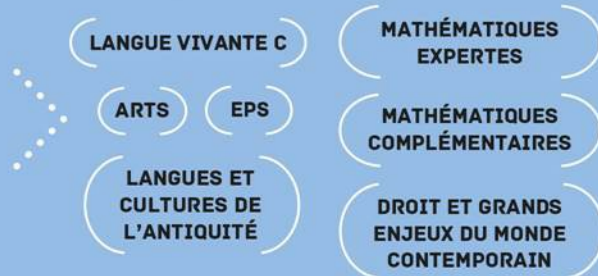 LANGUE VIVANTE C
ARTS
EPS
LANGUES ET
CULTURES DE
L'ANTIQUITÉ
MATHÉMATIQUES
EXPERTES
MATHÉMATIQUES
COMPLÉMENTAIRES
DROIT ET GRANDS
ENJEUX DU MONDE
CONTEMPORAIN